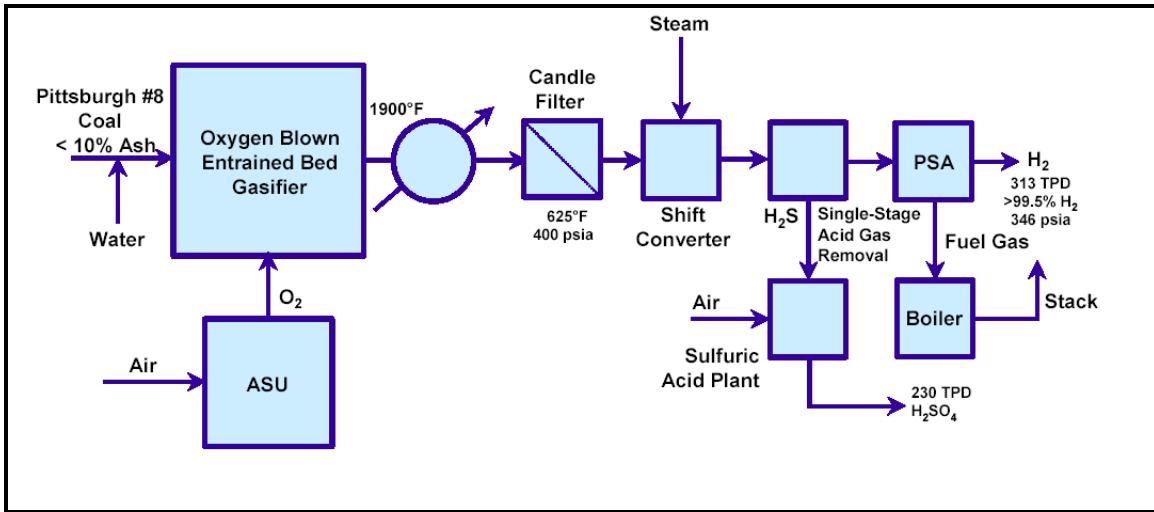 Pittsburgh #8
Coal
< 10% Ash
Water
Oxygen Blown
Entrained Bed
Gasifier
O₂
Air
ASU
1900°F
Candle
Filter
625°F
400 psia
Steam
Shift
Converter
H₂S
Single-Stage
Acid Gas
Removal
Air
Sulfuric
Acid Plant
230 TPD
H₂SO₄
PSA
H₂
313 TPD
>99.5% H₂
346 psia
Fuel Gas
Boiler
Stack